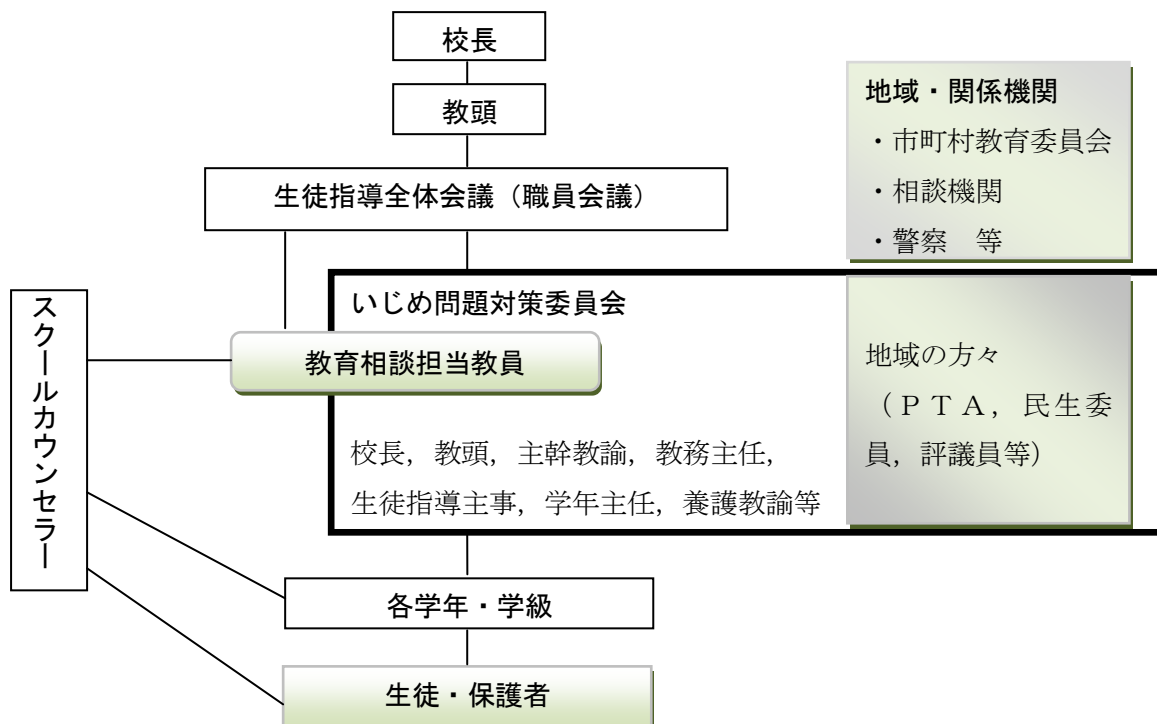 校長
教頭
生徒指導全体会議（職員会議）
地域・関係機関
・市町村教育委員会
・相談機関
・警察　等
スクールカウンセラー
いじめ問題対策委員会
教育相談担当教員
校長，教頭，主幹教諭，教務主任，
生徒指導主事，学年主任，養護教諭等
地域の方々
（ＰＴＡ，民生委
員，評議員等）
各学年・学級
生徒・保護者